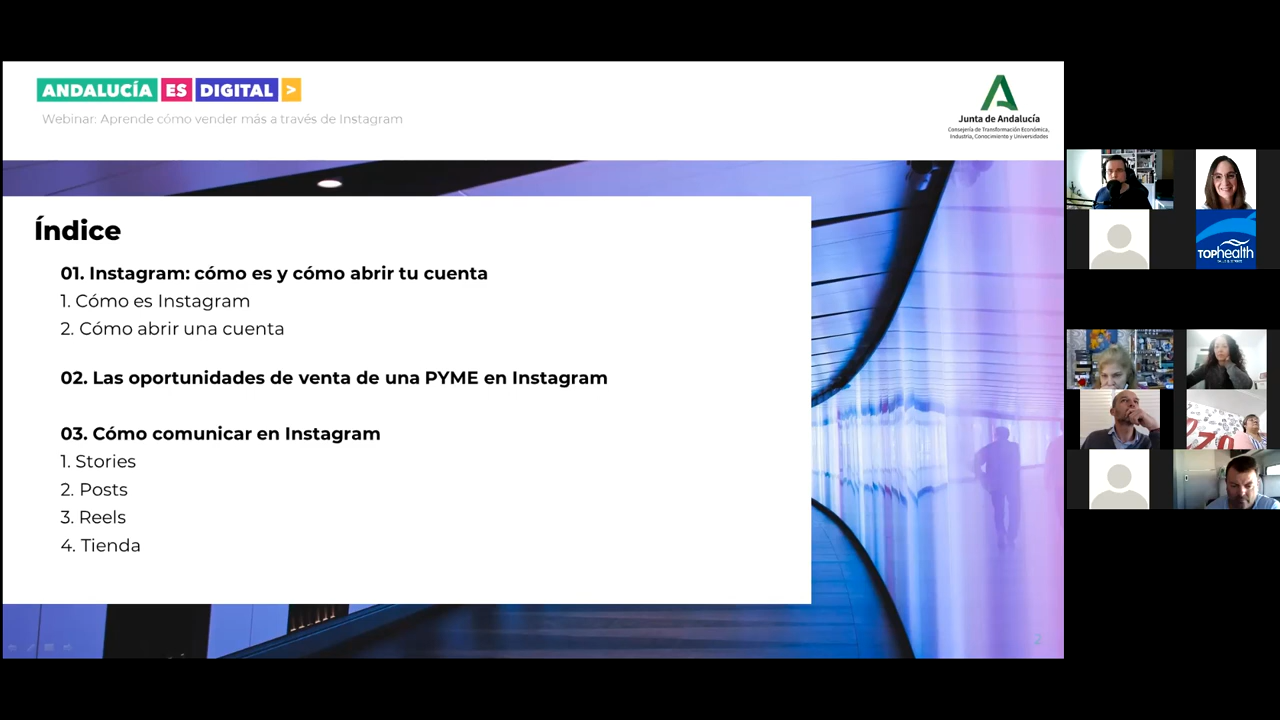 ANDALUCÍA ES DIGITAL >
Webinar: Aprende cómo vender más a través de Instagram
Junta de Andalucía
Consejería de Transformación Económica,
Industria, Conocimiento y Universidades
Índice
01. Instagram: cómo es y cómo abrir tu cuenta
1. Cómo es Instagram
2. Cómo abrir una cuenta
02. Las oportunidades de venta de una PYME en Instagram
03. Cómo comunicar en Instagram
1. Stories
2. Posts
3. Reels
4. Tienda
2
TOPhealth